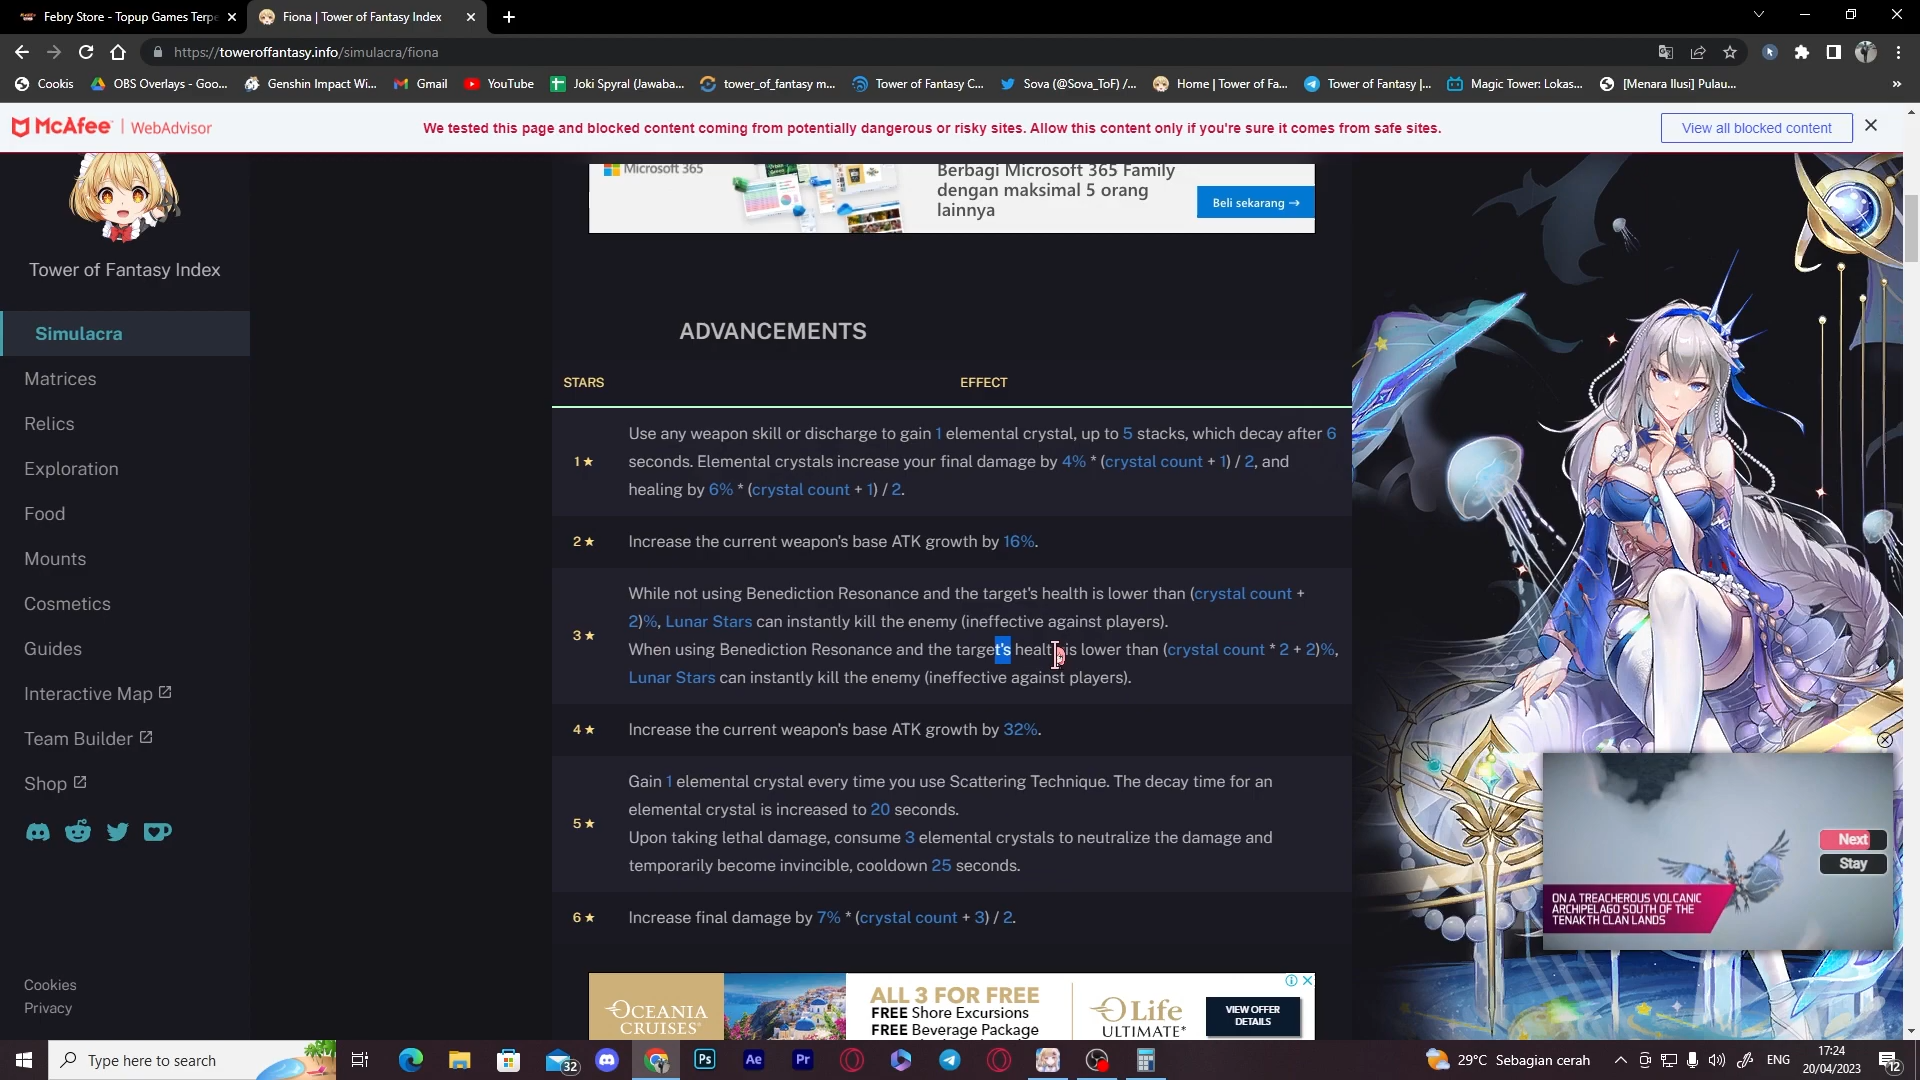 Febry Store - Topup Games Terpe
Fiona | Tower of Fantasy Index
https://toweroffantasy.info/simulacra/fiona
Cookis
OBS Overlays - Goo...
Genshin Impact Wi...
Gmail
YouTube
Joki Spyral (Jawaba...
tower_of_fantasy m...
Tower of Fantasy C...
Sova (@Sova_ToF) /...
Home | Tower of Fa...
Tower of Fantasy |...
Magic Tower: Lokas...
[Menara Ilusi] Pulau...
McAfee | WebAdvisor
We tested this page and blocked content coming from potentially dangerous or risky sites. Allow this content only if you're sure it comes from safe sites.
View all blocked content
Microsoft 365
Berbagi Microsoft 365 Family
dengan maksimal 5 orang
lainnya
Beli sekarang →
Tower of Fantasy Index
Simulacra
Matrices
Relics
Exploration
Food
Mounts
Cosmetics
Guides
Interactive Map
Team Builder
Shop
Cookies
Privacy
ADVANCEMENTS
STARS EFFECT
1 ★
Use any weapon skill or discharge to gain 1 elemental crystal, up to 5 stacks, which decay after 6
seconds. Elemental crystals increase your final damage by 4% * (crystal count + 1) / 2, and
healing by 6% * (crystal count + 1) / 2.
2 ★ Increase the current weapon's base ATK growth by 16%.
3 ★
While not using Benediction Resonance and the target's health is lower than (crystal count +
2)%, Lunar Stars can instantly kill the enemy (ineffective against players).
When using Benediction Resonance and the target's health is lower than (crystal count * 2 + 2)%,
Lunar Stars can instantly kill the enemy (ineffective against players).
4 ★ Increase the current weapon's base ATK growth by 32%.
5 ★
Gain 1 elemental crystal every time you use Scattering Technique. The decay time for an
elemental crystal is increased to 20 seconds.
Upon taking lethal damage, consume 3 elemental crystals to neutralize the damage and
temporarily become invincible, cooldown 25 seconds.
6 ★ Increase final damage by 7% * (crystal count + 3) / 2.
Next
Stay
ON A TREACHEROUS VOLCANIC
ARCHIPELAGO SOUTH OF THE
TENAKTH CLAN LANDS
OCEANIA
CRUISES
ALL 3 FOR FREE
FREE Shore Excursions
FREE Beverage Package
O Life
ULTIMATE*
VIEW OFFER
DETAILS
Type here to search
32
Ps
Ae
Pr
29°C Sebagian cerah
ENG
17:24
20/04/2023
12